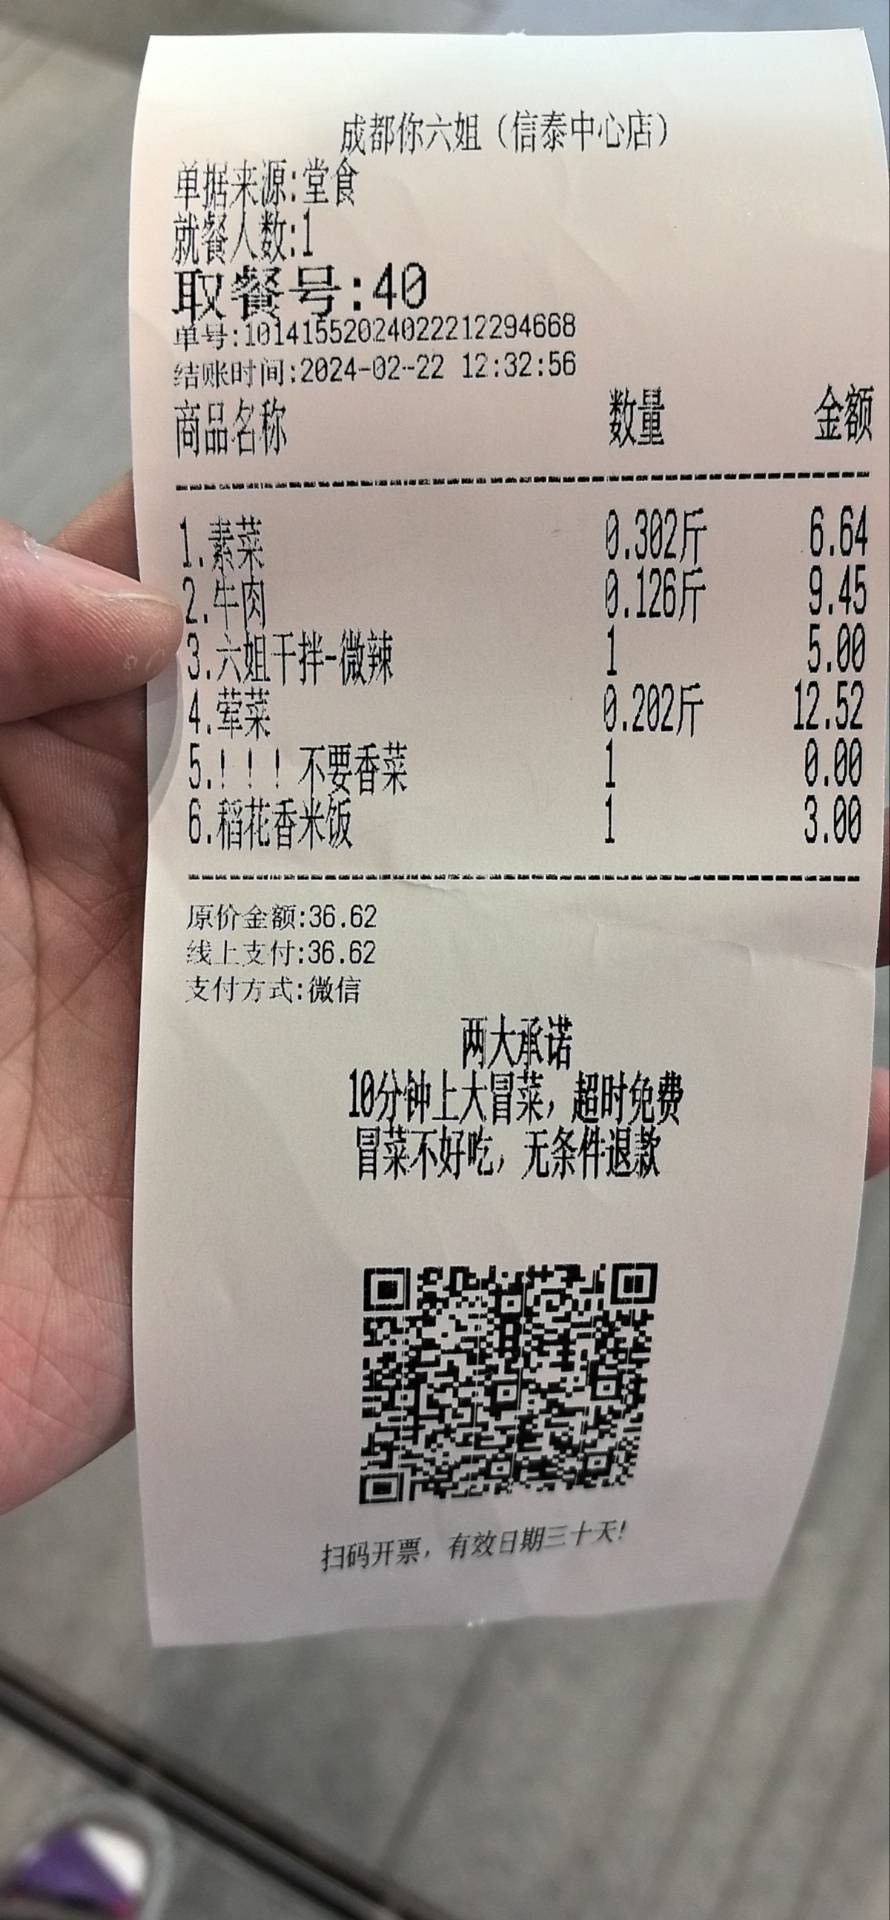 成都你六姐（信泰中心店）
单据来源:堂食
就餐人数:1
取餐号:40
单号:10141552024022212294668
结账时间:2024-02-22 12:32:56
商品名称 数量 金额
1.素菜 0.302斤 6.64
2.牛肉 0.126斤 9.45
3.六姐干拌-微辣 1 5.00
4.荤菜 0.202斤 12.52
5.！！！不要香菜 1 0.00
6.稻花香米饭 1 3.00
原价金额:36.62
线上支付:36.62
支付方式:微信
两大承诺
10分钟上大冒菜，超时免费
冒菜不好吃，无条件退款
扫码开票，有效日期三十天!